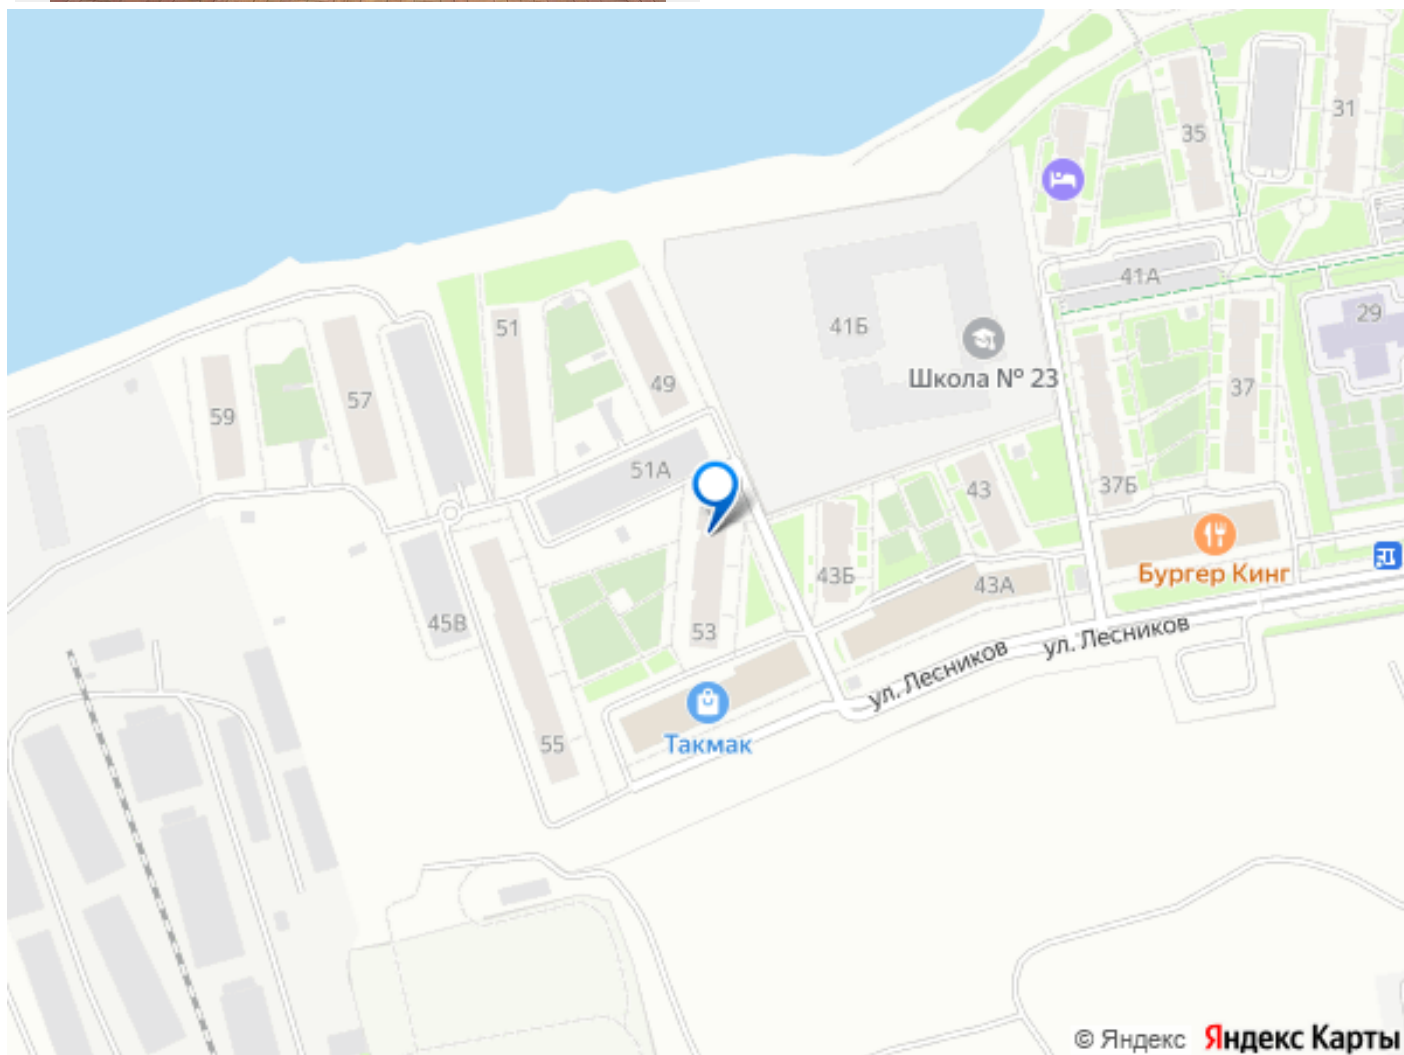 31
35
41А
29
51
41Б
57
59
49
Школа № 23
37
51А
43
37Б
43Б
Бургер Кинг
43А
45В
53
ул. Лесников
ул. Лесников
55
Такмак
© Яндекс Яндекс Карты